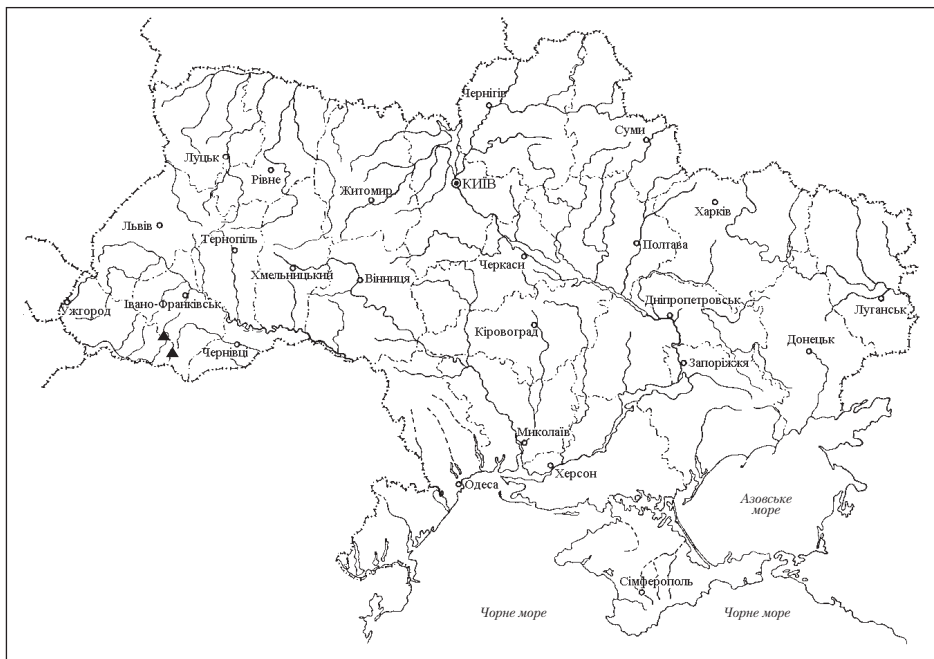 Чернігів
Суми
Луцьк
Рівне
Житомир
КИЇВ
Львів
Харків
Тернопіль
Полтава
Хмельницький
Черкаси
Вінниця
Ужгород
Івано-Франківськ
Дніпропетровськ
Луганськ
Кіровоград
Чернівці
Донецьк
Запоріжжя
Миколаїв
Херсон
Одеса
Азовське
море
Сімферополь
Чорне море
Чорне море